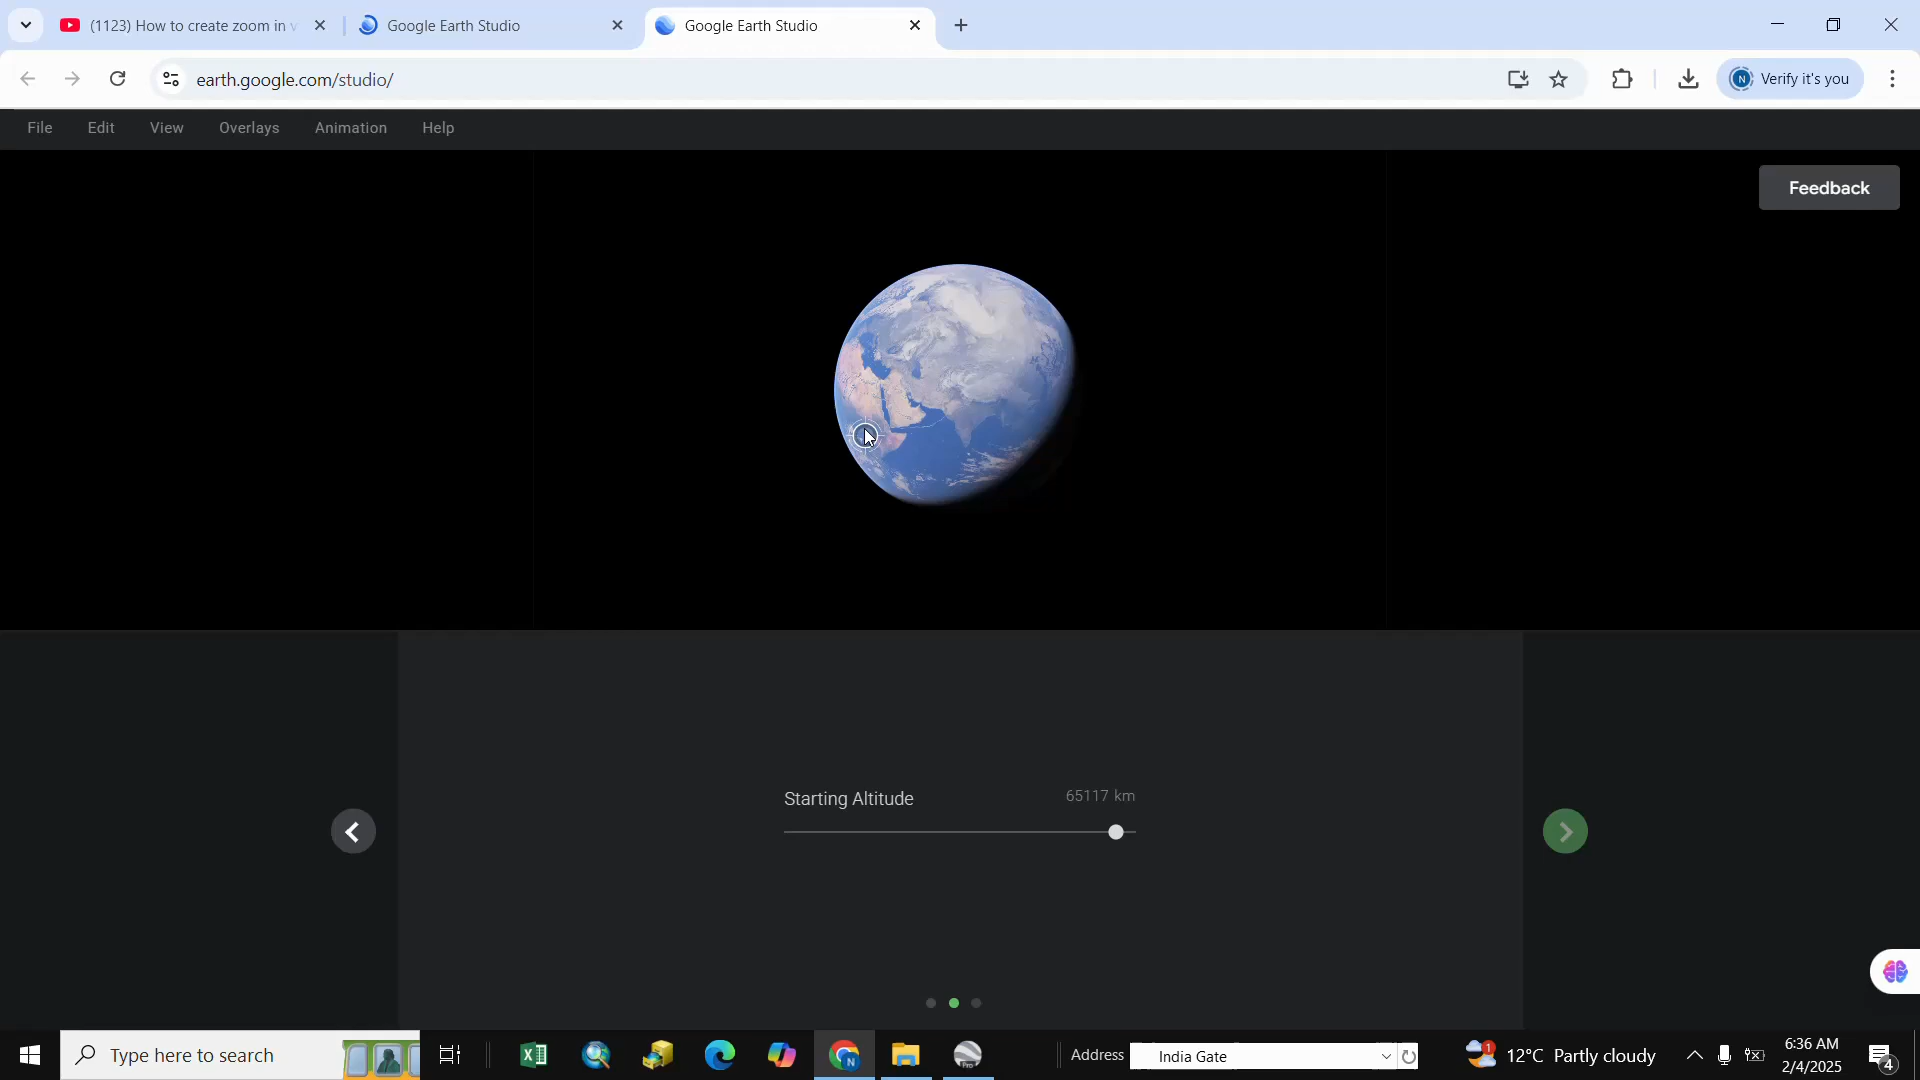 (1123) How to create zoom in v
Google Earth Studio
Google Earth Studio
earth.google.com/studio/
Verify it's you
File Edit View Overlays Animation Help
Feedback
Starting Altitude 65117 km
Type here to search
Address India Gate
12°C Partly cloudy
6:36 AM
2/4/2025